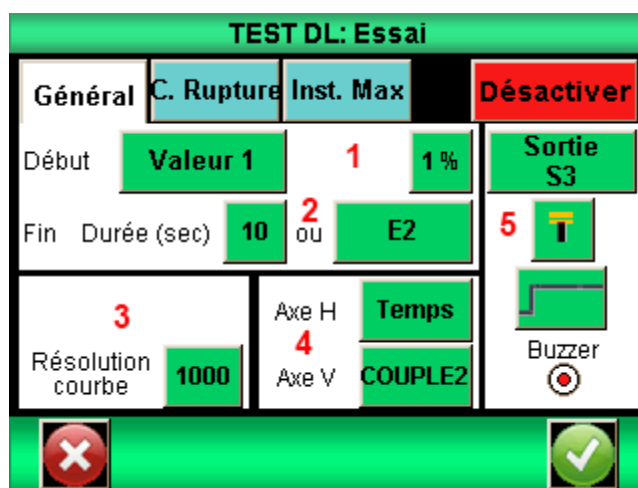 TEST DL: Essai
Général C. Rupture Inst. Max Désactiver
Début Valeur 1 1 1 %
Fin Durée (sec) 10 2 ou E2
3
Résolution courbe 1000
Axe H Temps
4
Axe V COUPLE2
Sortie
S3
5
Buzzer